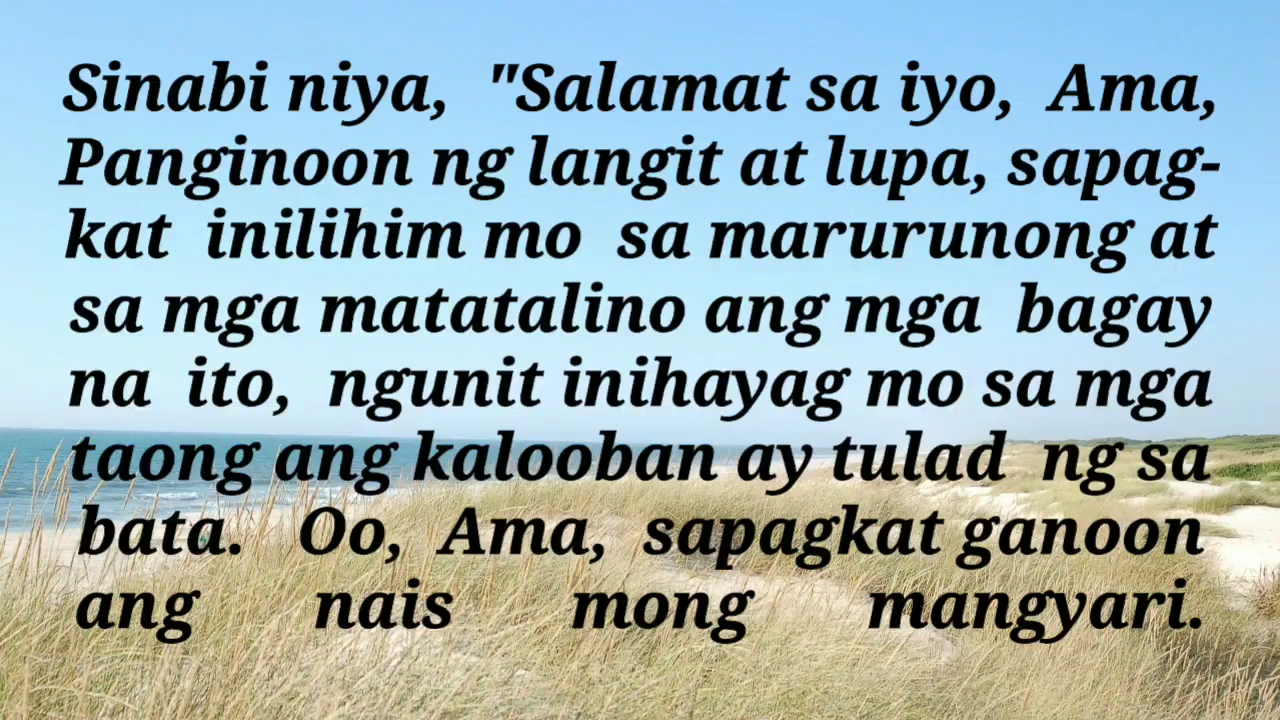 Sinabi niya, "Salamat sa iyo, Ama,
Panginoon ng langit at lupa, sapag-
kat inilihim mo sa marurunong at
sa mga matatalino ang mga bagay
na ito, ngunit inihayag mo sa mga
taong ang kalooban ay tulad ng sa
bata. Oo, Ama, sapagkat ganoon
ang nais mong mangyari.